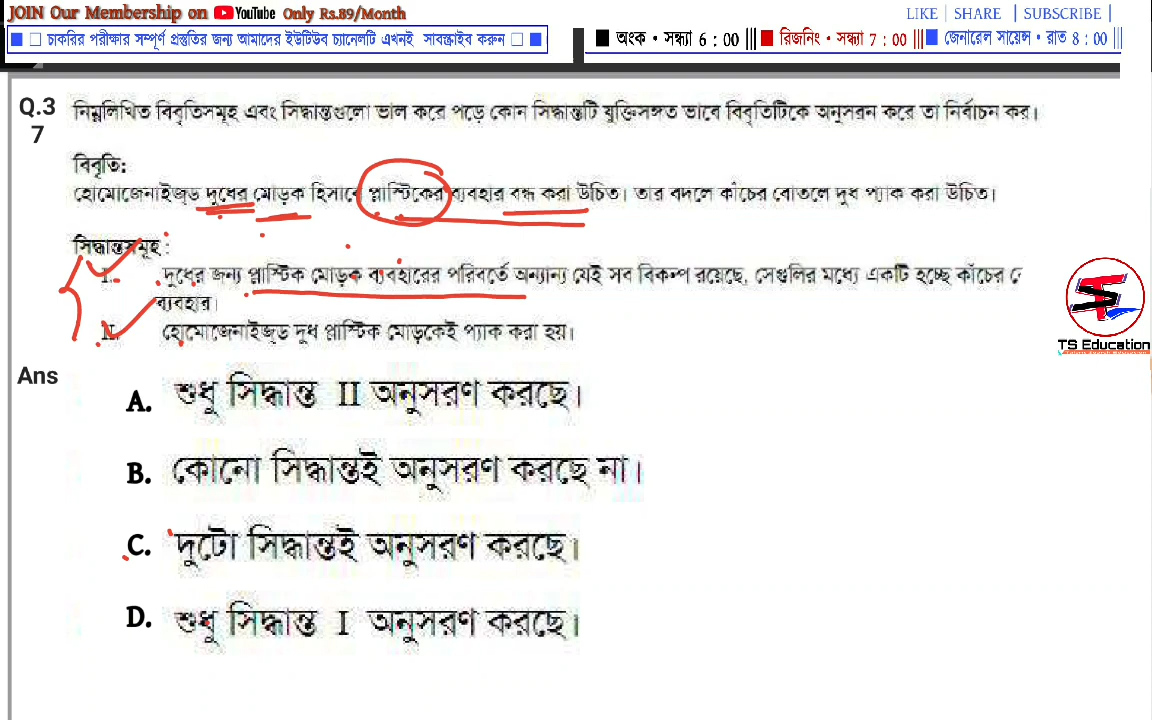 JOIN Our Membership on YouTube Only Rs.89/Month
LIKE | SHARE | SUBSCRIBE |
চাকরির পরীক্ষার সম্পূর্ণ প্রস্তুতির জন্য আমাদের ইউটিউব চ্যানেলটি এখনই সাবস্ক্রাইব করুন
অংক • সন্ধ্যা 6 : 00 ||| রিজনিং • সন্ধ্যা 7 : 00 ||| জেনারেল সায়েন্স • রাত 8 : 00 |||
Q.3
7
নিম্নলিখিত বিবৃতিসমূহ এবং সিদ্ধান্তগুলো ভাল করে পড়ে কোন সিদ্ধান্তটি যুক্তিসঙ্গত ভাবে বিবৃতিটিকে অনুসরন করে তা নির্বাচন কর।
বিবৃতি:
হোমোজেনাইজ্ড দুধের মোড়ক হিসাবে প্লাস্টিকের ব্যবহার বন্ধ করা উচিত। তার বদলে কাঁচের বোতলে দুধ প্যাক করা উচিত।
সিদ্ধান্তসমূহ :
I. দুধের জন্য প্লাস্টিক মোড়ক ব্যবহারের পরিবর্তে অন্যান্য যেই সব বিকল্প রয়েছে, সেগুলির মধ্যে একটি হচ্ছে কাঁচের
ব্যবহার।
II. হোমোজেনাইজ্ড দুধ প্লাস্টিক মোড়কেই প্যাক করা হয়।
TS Education
Ans
A. শুধু সিদ্ধান্ত II অনুসরণ করছে।
B. কোনো সিদ্ধান্তই অনুসরণ করছে না।
C. দুটো সিদ্ধান্তই অনুসরণ করছে।
D. শুধু সিদ্ধান্ত I অনুসরণ করছে।